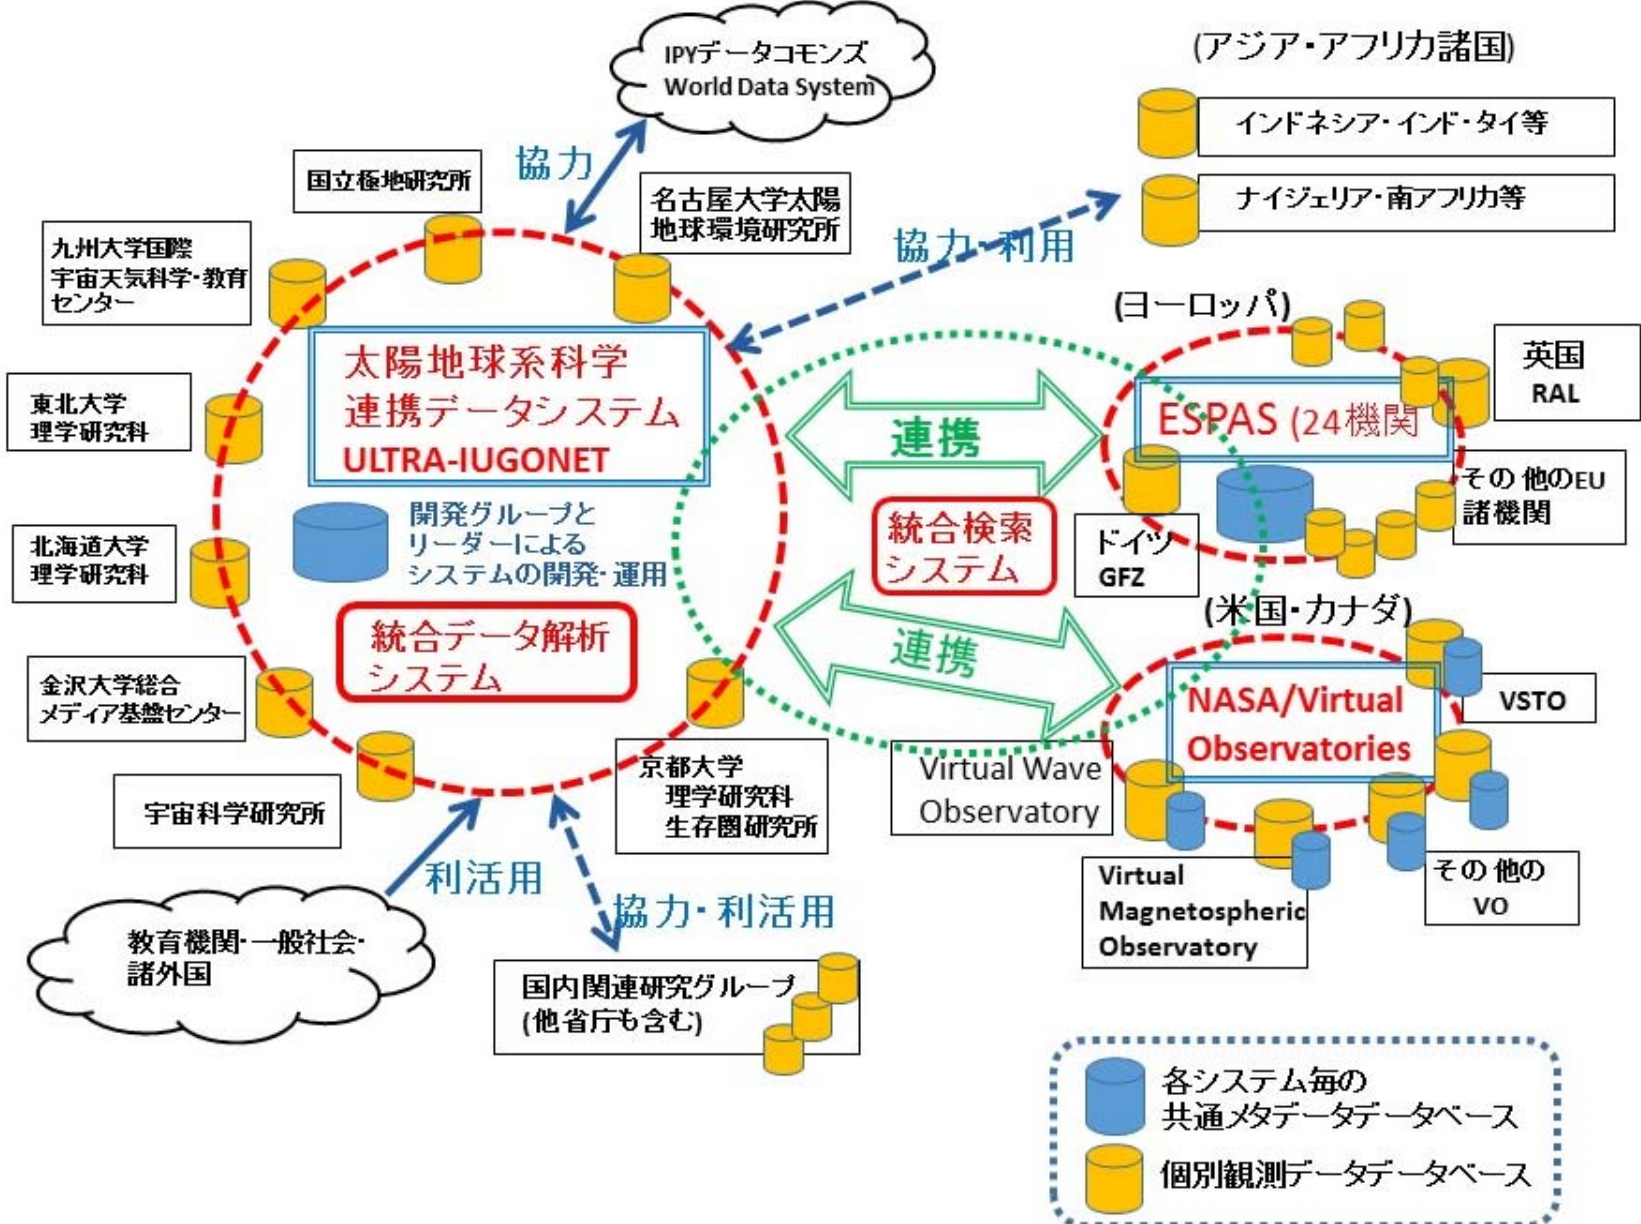 IPYデータコモンズ
World Data System
(アジア・アフリカ諸国)
インドネシア・インド・タイ等
ナイジェリア・南アフリカ等
協力
国立極地研究所
名古屋大学太陽
地球環境研究所
協力・利用
九州大学国際
宇宙天気科学・教育
センター
(ヨーロッパ)
英国
RAL
太陽地球系科学
連携データシステム
ULTRA-IUGONET
東北大学
理学研究科
連携
ESPAS (24機関
その他のEU
諸機関
開発グループと
リーダーによる
システムの開発・運用
統合検索
システム
ドイツ
GFZ
北海道大学
理学研究科
統合データ解析
システム
連携
(米国・カナダ)
NASA/Virtual
Observatories
VSTO
金沢大学総合
メディア基盤センター
宇宙科学研究所
京都大学
理学研究科
生存圏研究所
Virtual Wave
Observatory
Virtual
Magnetospheric
Observatory
その他の
VO
利活用
協力・利活用
教育機関・一般社会・
諸外国
国内関連研究グループ
(他省庁も含む)
各システム毎の
共通メタデータデータベース
個別観測データデータベース